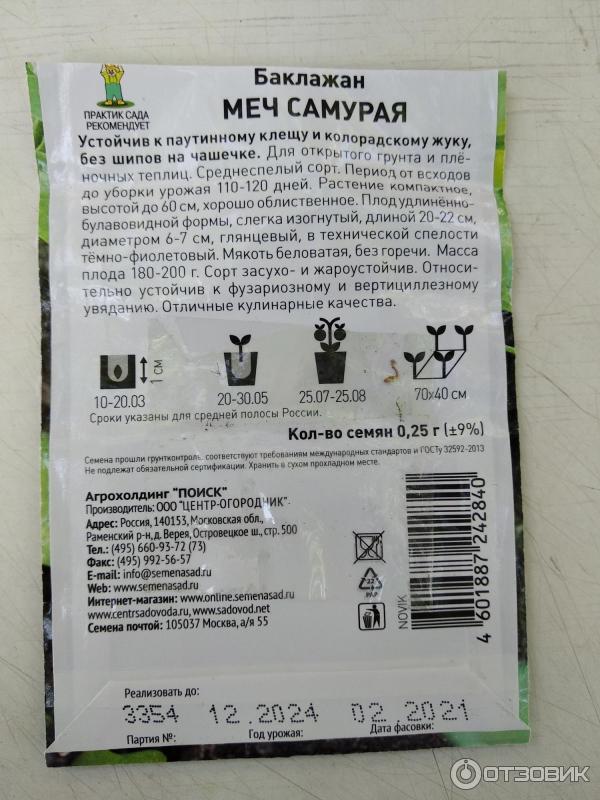 Баклажан
МЕЧ САМУРАЯ
ПРАКТИК САДА
РЕКОМЕНДУЕТ
Устойчив к паутинному клещу и колорадскому жуку,
без шипов на чашечке. Для открытого грунта и плё-
ночных теплиц. Среднеспелый сорт. Период от всходов
до уборки урожая 110-120 дней. Растение компактное,
высотой до 60 см, хорошо облиственное. Плод удлинённо-
булавовидной формы, слегка изогнутый, длиной 20-22 см,
диаметром 6-7 см, глянцевый, в технической спелости
тёмно-фиолетовый. Мякоть беловатая, без горечи. Масса
плода 180-200 г. Сорт засухо- и жароустойчив. Относи-
тельно устойчив к фузариозному и вертициллезному
увяданию. Отличные кулинарные качества.
1 см
10-20.03 20-30.05 25.07-25.08 70х40 см
Сроки указаны для средней полосы России.
Кол-во семян 0,25 г (±9%)
Семена прошли грунтконтроль, соответствуют требованиям международных стандартов и ГОСТу 32592-2013
Не подлежат обязательной сертификации. Хранить в сухом прохладном месте.
Агрохолдинг "ПОИСК"
Производитель: ООО "ЦЕНТР-ОГОРОДНИК"
Адрес: Россия, 140153, Московская обл.,
Раменский р-н, д. Верея, Островецкое ш., стр. 500
Тел.: (495) 660-93-72 (73)
Факс: (495) 992-56-57
E-mail: info@semenasad.ru
Web: www.semenasad.ru
Интернет-магазин: www.online.semenasad.ru
www.centrsadovoda.ru, www.sadovod.net
Семена почтой: 105037 Москва, а/я 55
22
PAP
NOVIK
4 601887 242840
Реализовать до:
3354 12.2024 02.2021
Партия №: Год урожая: Дата фасовки:
ОТЗОВИК